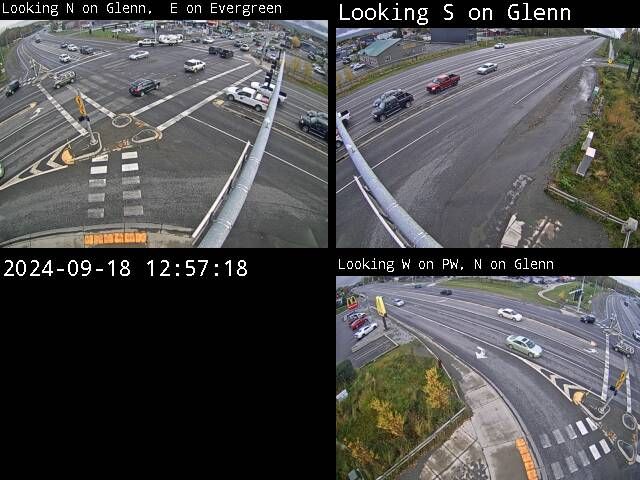 Looking N on Glenn,  E on Evergreen
Looking S on Glenn
2024-09-18 12:57:18
Looking W on PW, N on Glenn